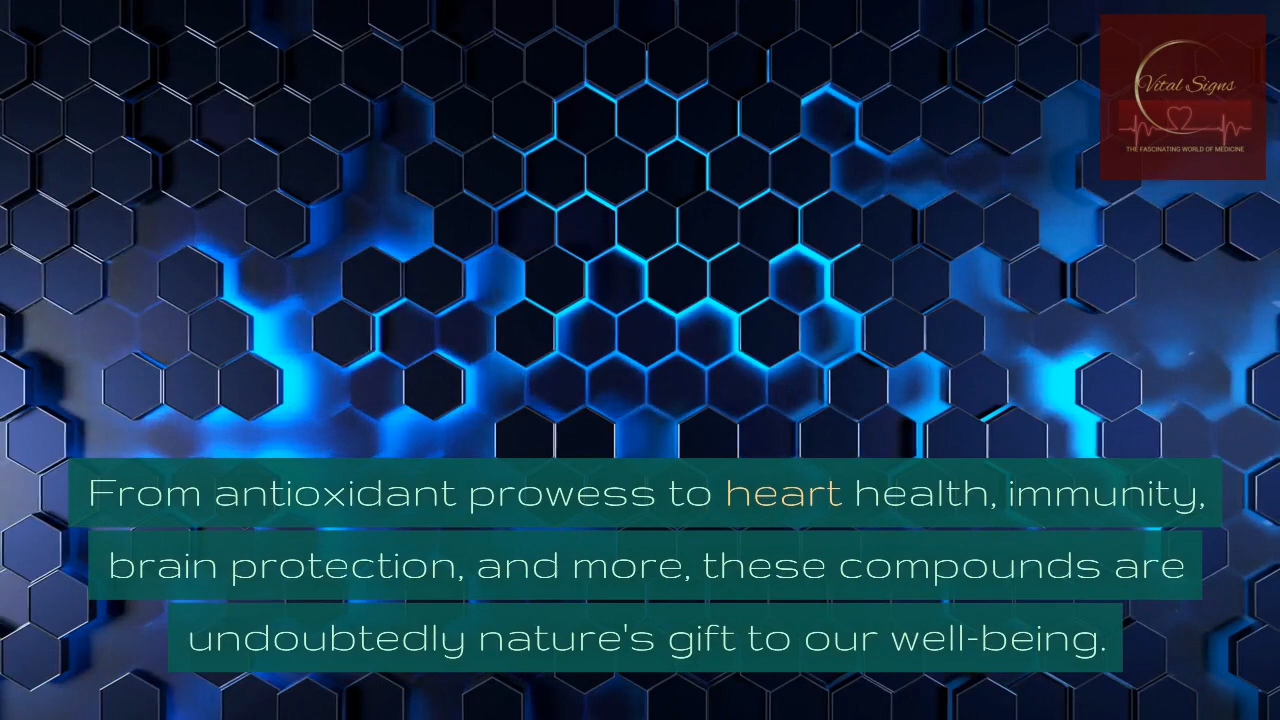 Vital Signs
THE FASCINATING WORLD OF MEDICINE
From antioxidant prowess to heart health, immunity,
brain protection, and more, these compounds are
undoubtedly nature's gift to our well-being.